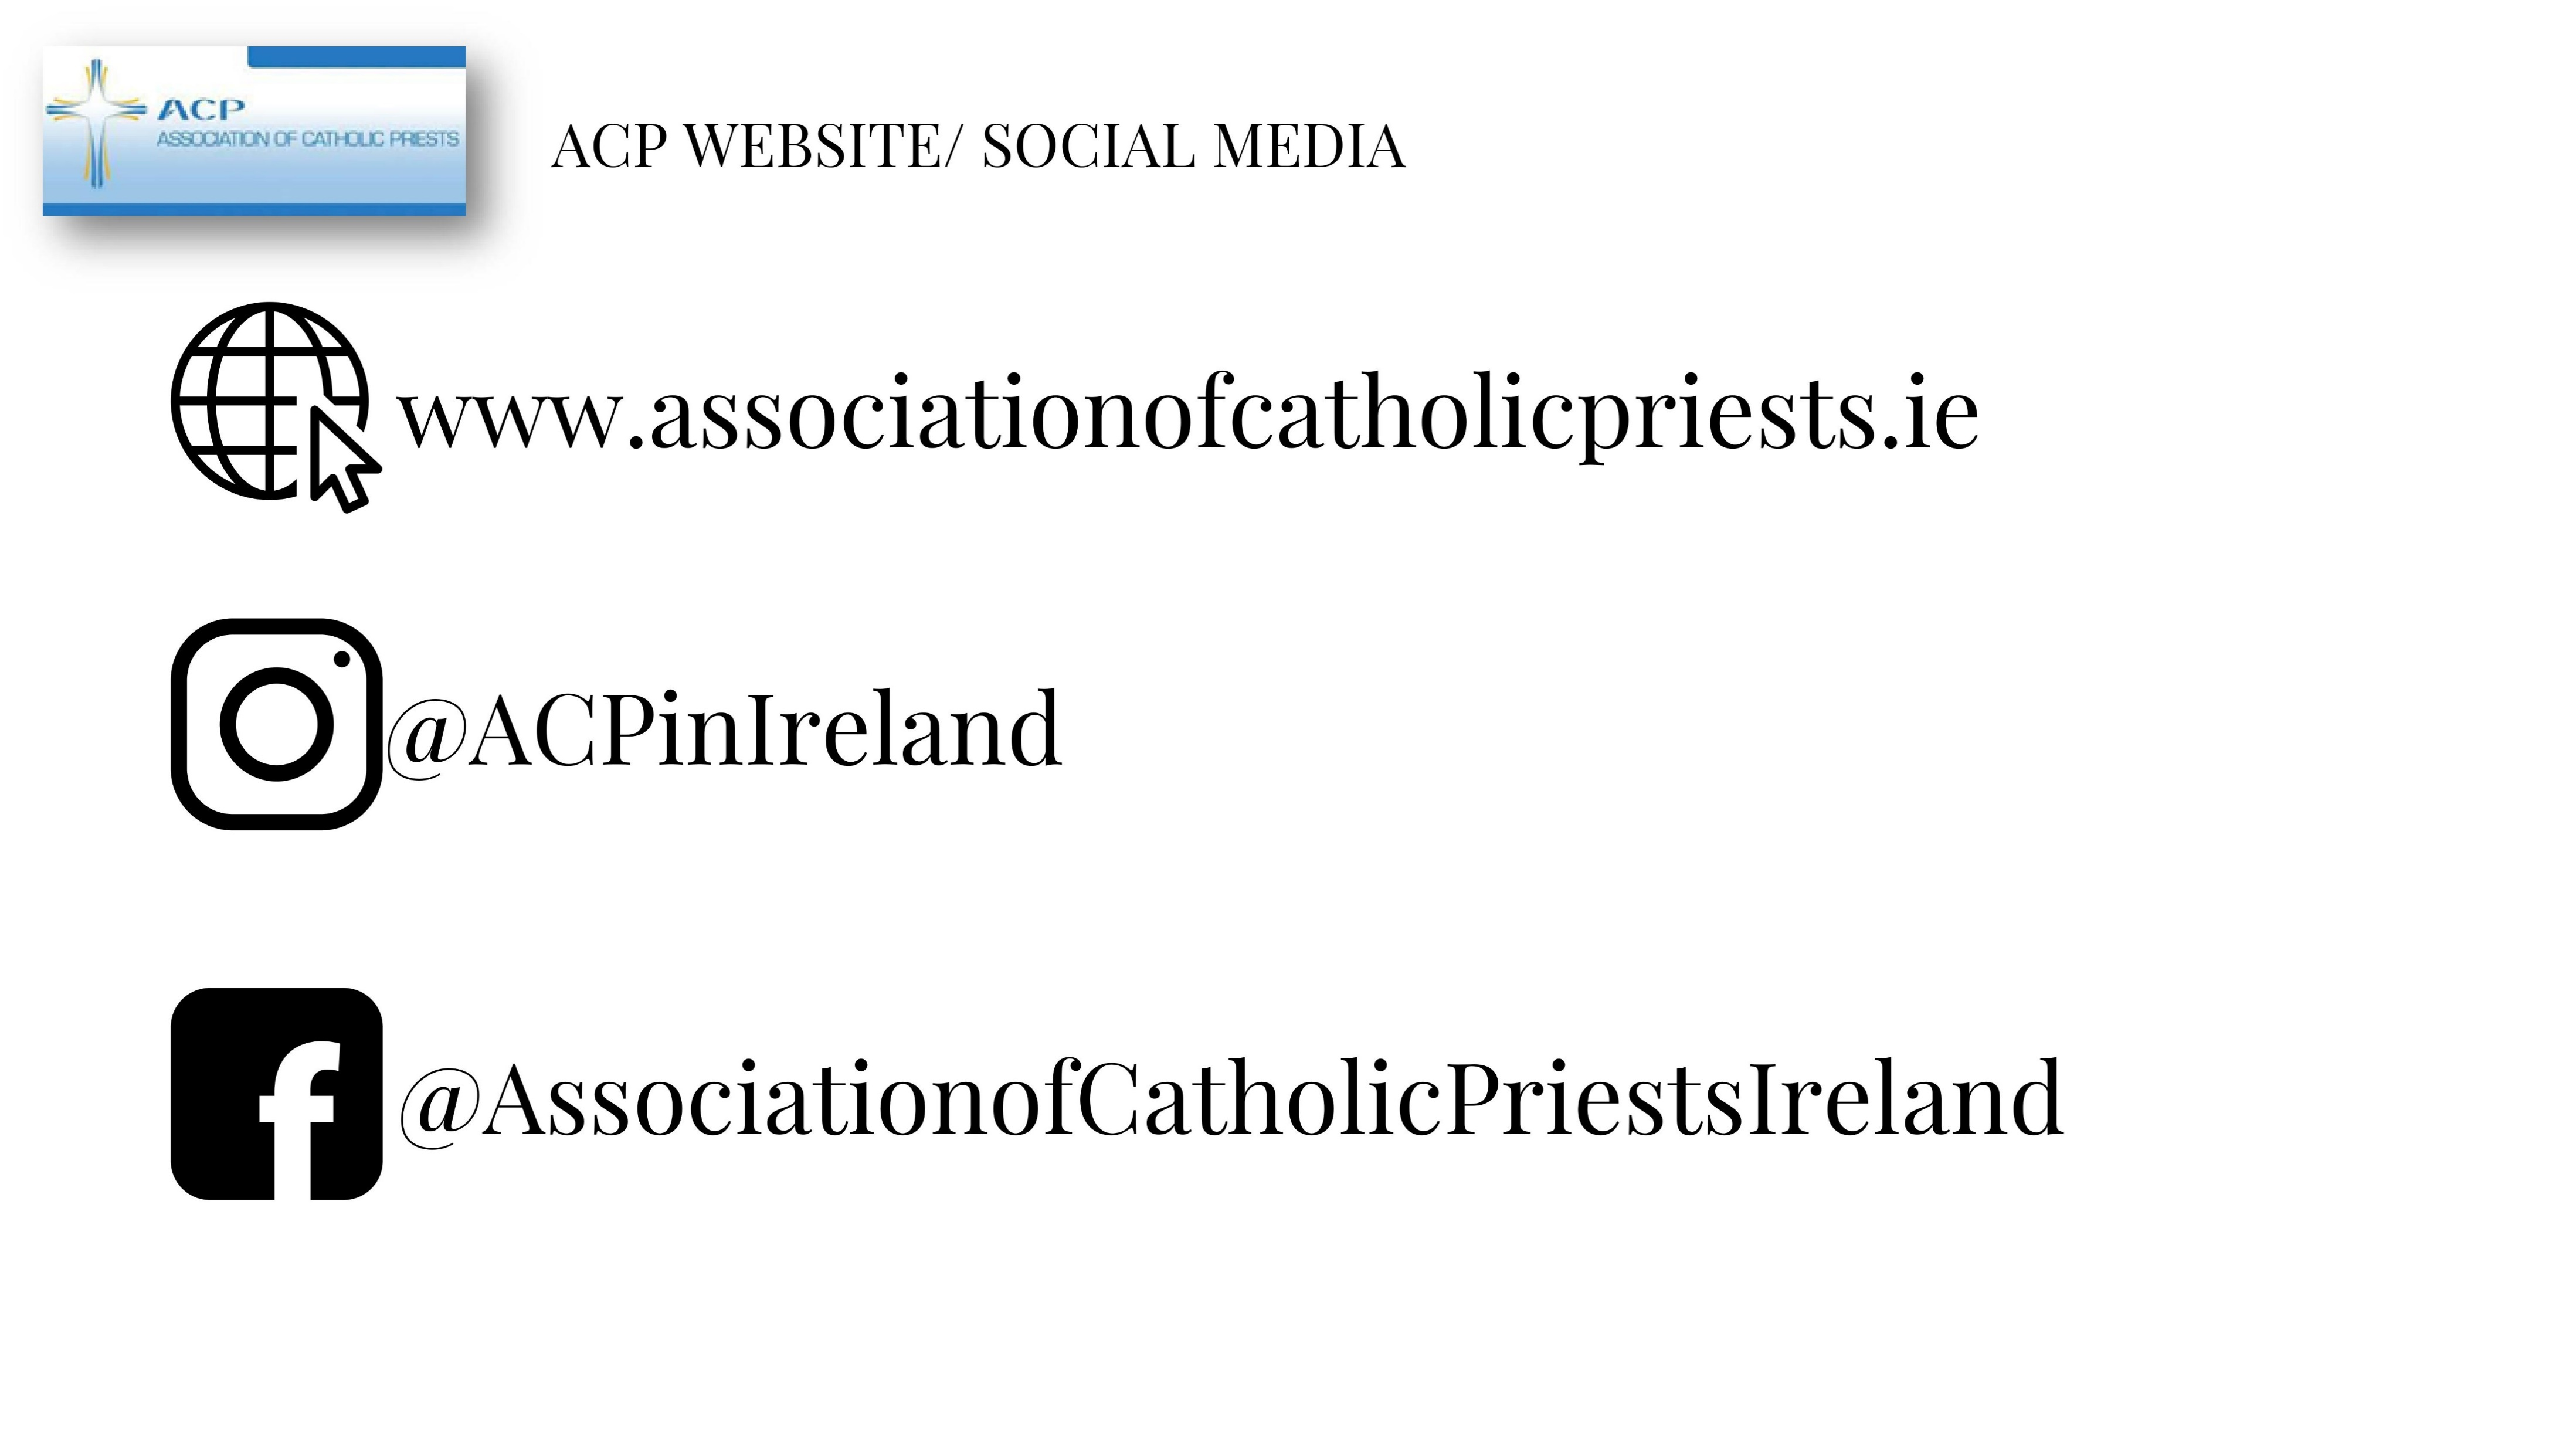 ACP
ASSOCIATION OF CATHOLIC PRIESTS
ACP WEBSITE/ SOCIAL MEDIA
www.associationofcatholicpriests.ie
@ACPinIreland
@AssociationofCatholicPriestsIreland